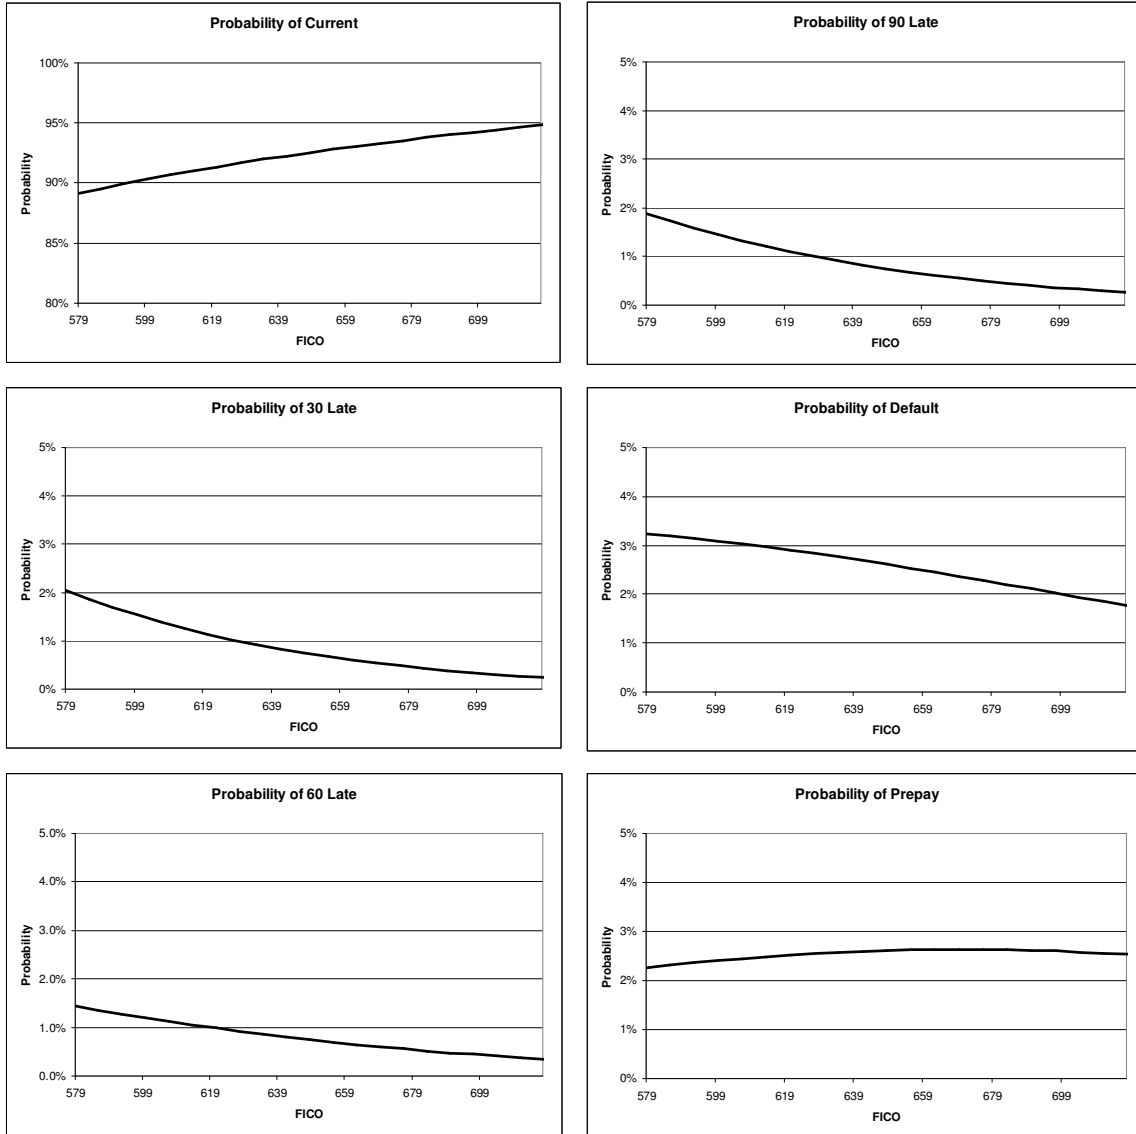 Probability of Current
100%
95%
90%
85%
80%
Probability
579 599 619 639 659 679 699
FICO
Probability of 90 Late
5%
4%
3%
2%
1%
0%
Probability
579 599 619 639 659 679 699
FICO
Probability of 30 Late
5%
4%
3%
2%
1%
0%
Probability
579 599 619 639 659 679 699
FICO
Probability of Default
5%
4%
3%
2%
1%
0%
Probability
579 599 619 639 659 679 699
FICO
Probability of 60 Late
5.0%
4.0%
3.0%
2.0%
1.0%
0.0%
Probability
579 599 619 639 659 679 699
FICO
Probability of Prepay
5%
4%
3%
2%
1%
0%
Probability
579 599 619 639 659 679 699
FICO